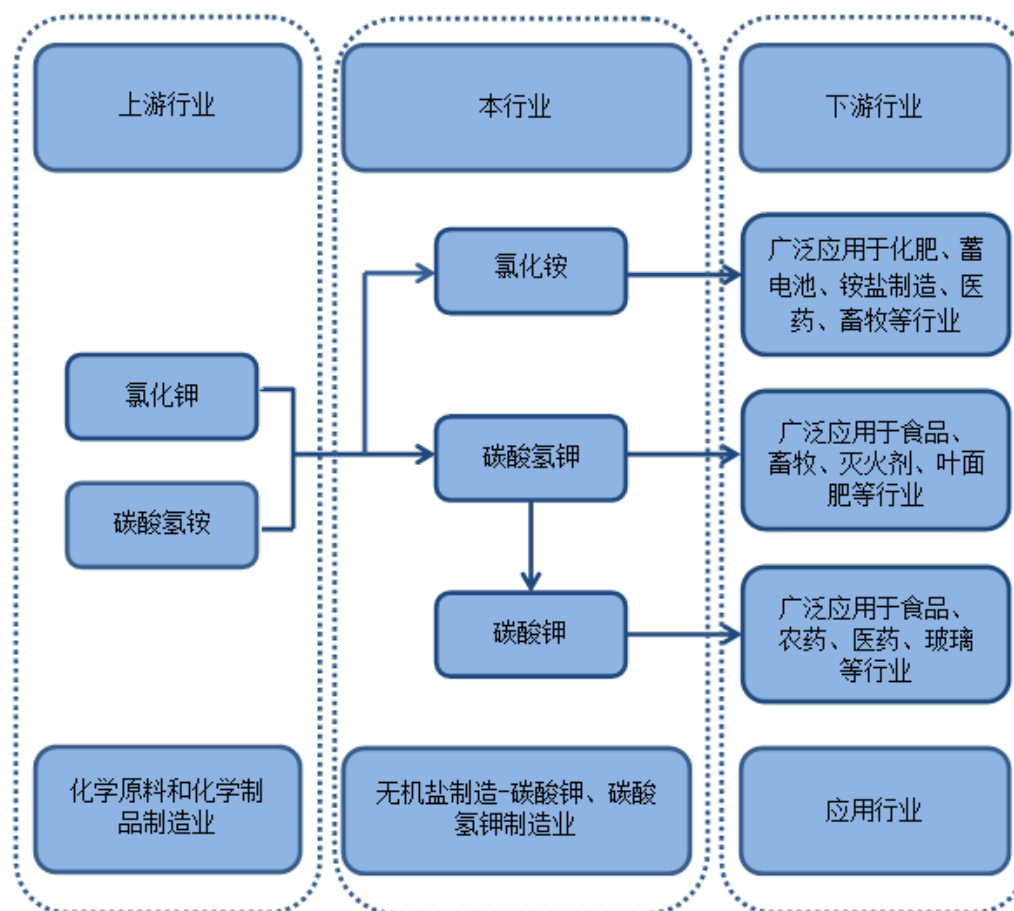 上游行业
本行业
下游行业
氯化铵
广泛应用于化肥、蓄
电池、铵盐制造、医
药、畜牧等行业
氯化钾
碳酸氢铵
碳酸氢钾
广泛应用于食品、
畜牧、灭火剂、叶面
肥等行业
碳酸钾
广泛应用于食品、
农药、医药、玻璃
等行业
化学原料和化学制
品制造业
无机盐制造-碳酸钾、碳酸
氢钾制造业
应用行业